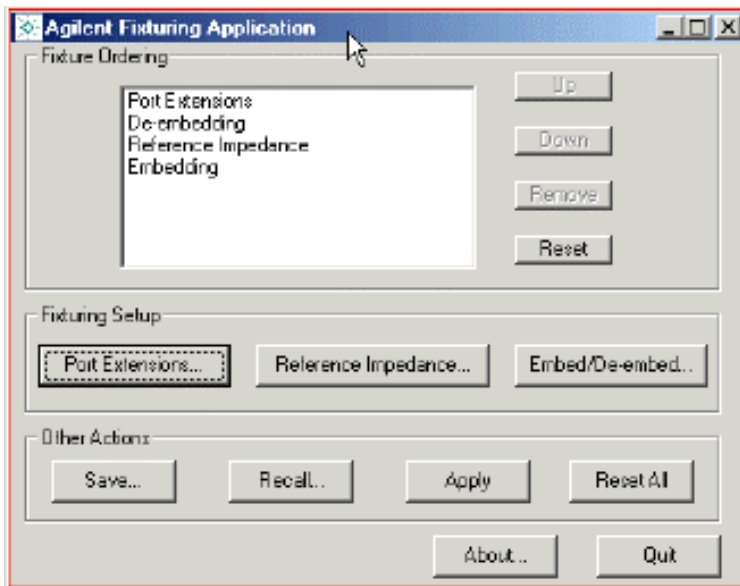 Agilent Fixturing Application
Fixture Ordering
Port Extensions
De-embedding
Reference Impedance
Embedding
Up
Down
Remove
Reset
Fixturing Setup
Port Extensions...
Reference Impedance...
Embed/De-embed...
Other Actions
Save...
Recall...
Apply
Reset All
About...
Quit